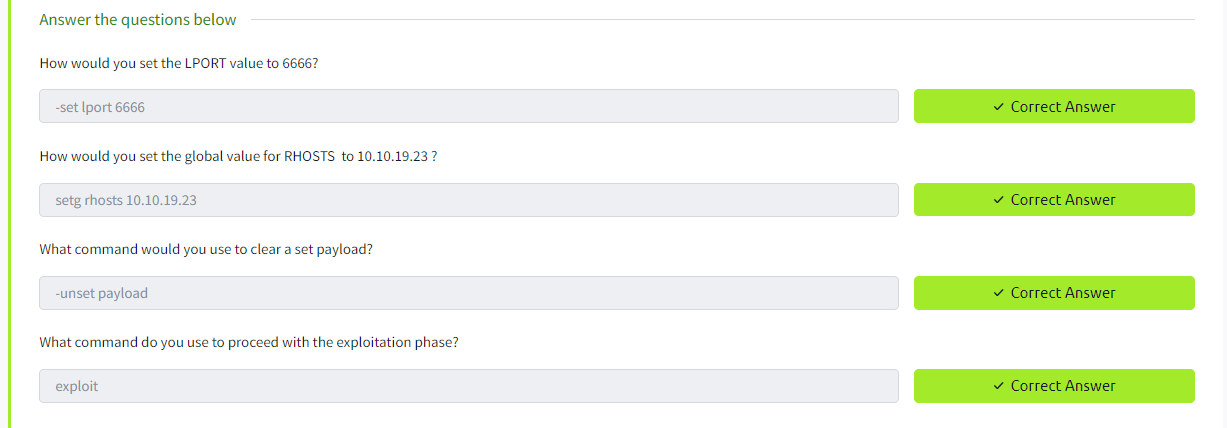 Answer the questions below
How would you set the LPORT value to 6666?
-set lport 6666
Correct Answer
How would you set the global value for RHOSTS  to 10.10.19.23 ?
setg rhosts 10.10.19.23
Correct Answer
What command would you use to clear a set payload?
-unset payload
Correct Answer
What command do you use to proceed with the exploitation phase?
exploit
Correct Answer